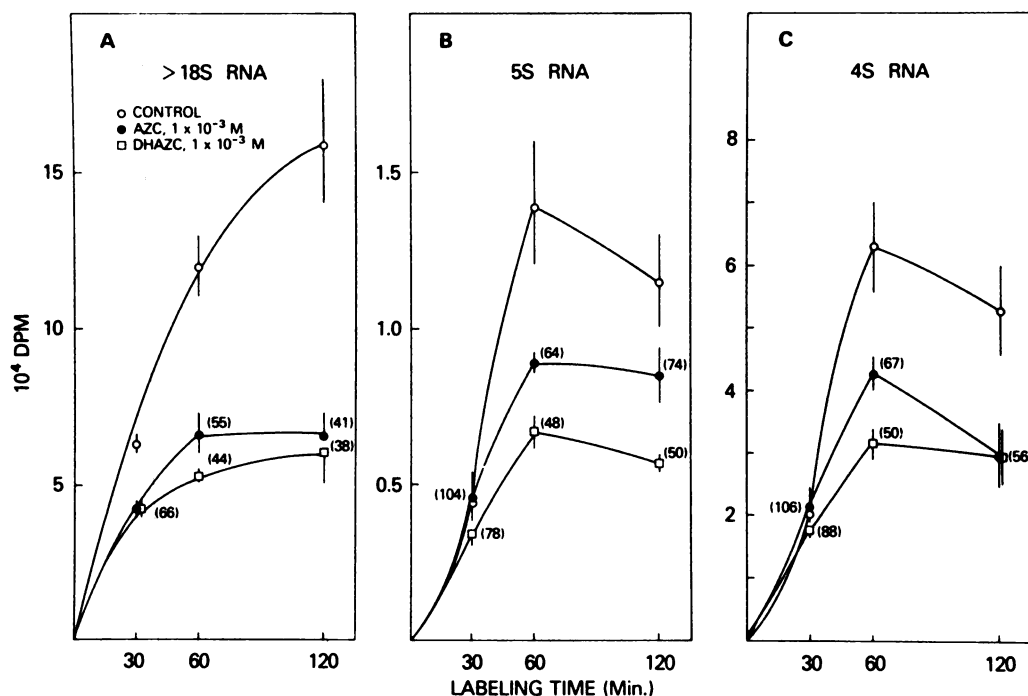 A
>18S RNA
○ CONTROL
● AZC, 1 x 10⁻³ M
□ DHAZC, 1 x 10⁻³ M
15
10
5
10⁴ DPM
(66)
(55)
(44)
(41)
(38)
30 60 120
B
5S RNA
1.5
1.0
0.5
(104)
(78)
(64)
(48)
(74)
(50)
30 60 120
LABELING TIME (Min.)
C
4S RNA
8
6
4
2
(106)
(88)
(67)
(50)
(56
30 60 120